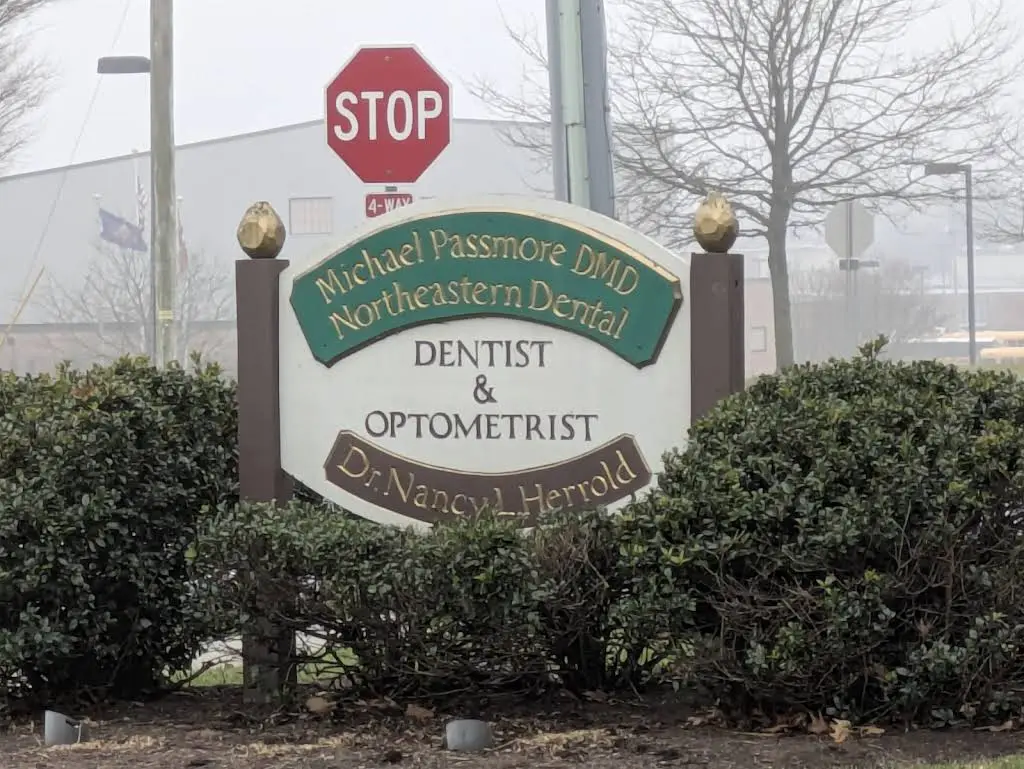 STOP
4-WAY
Michael Passmore DMD
Northeastern Dental
DENTIST
&
OPTOMETRIST
Dr. Nancy L Herrold